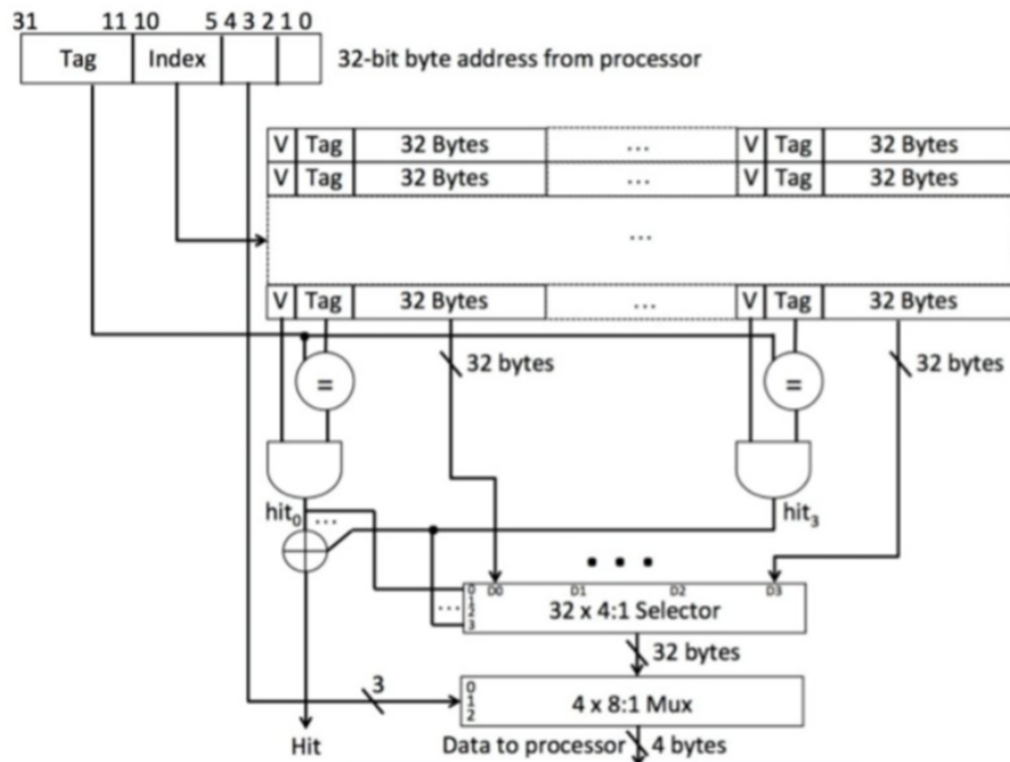 31 11 10 5 4 3 2 1 0
Tag Index 32-bit byte address from processor
V Tag 32 Bytes ... V Tag 32 Bytes
V Tag 32 Bytes ... V Tag 32 Bytes
...
V Tag 32 Bytes ... V Tag 32 Bytes
32 bytes 32 bytes
= =
hit0 ... hit3
• • •
0 D0 D1 D2 D3
1
... 2 32 x 4:1 Selector
3
32 bytes
3 0
1 4 x 8:1 Mux
2
Hit Data to processor 4 bytes